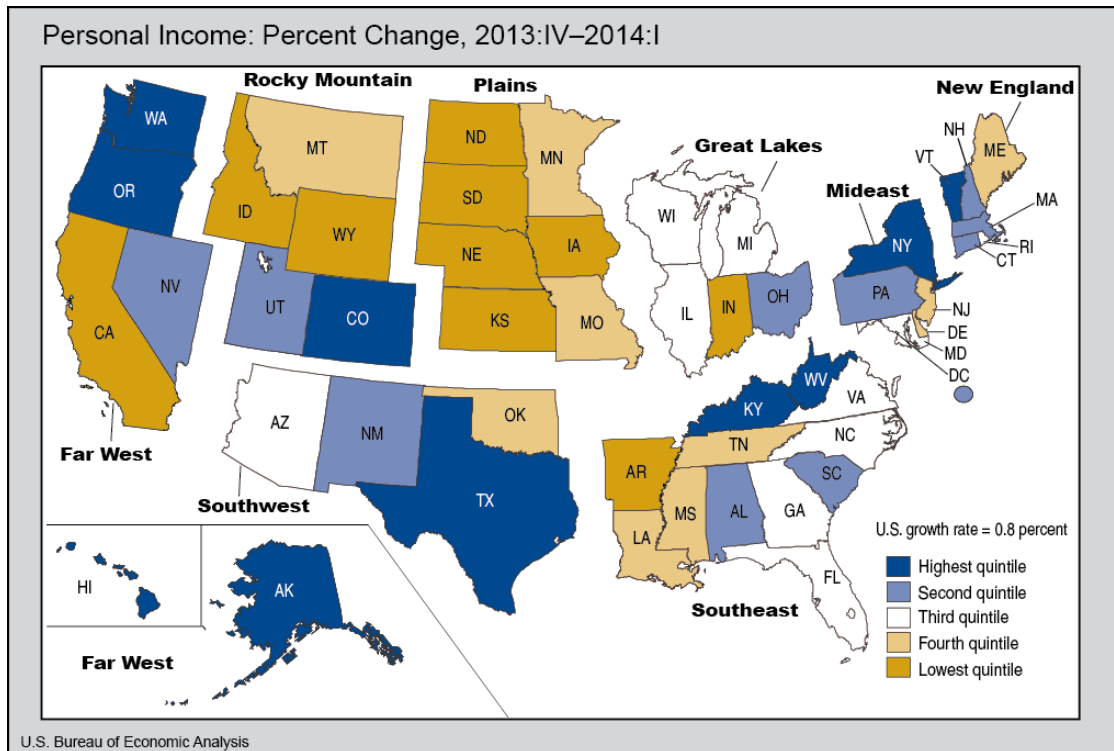 Personal Income: Percent Change, 2013:IV–2014:I
Rocky Mountain
Plains
New England
Great Lakes
Mideast
WA
OR
MT
ID
WY
ND
SD
NE
KS
MN
IA
MO
WI
MI
IL
IN
OH
NH
VT
ME
MA
RI
CT
NY
PA
NJ
DE
MD
DC
CA
NV
UT
CO
Far West
AZ
NM
OK
TX
Southwest
KY
WV
VA
NC
TN
SC
AR
MS
AL
GA
LA
FL
Southeast
HI
AK
Far West
U.S. growth rate = 0.8 percent
Highest quintile
Second quintile
Third quintile
Fourth quintile
Lowest quintile
U.S. Bureau of Economic Analysis